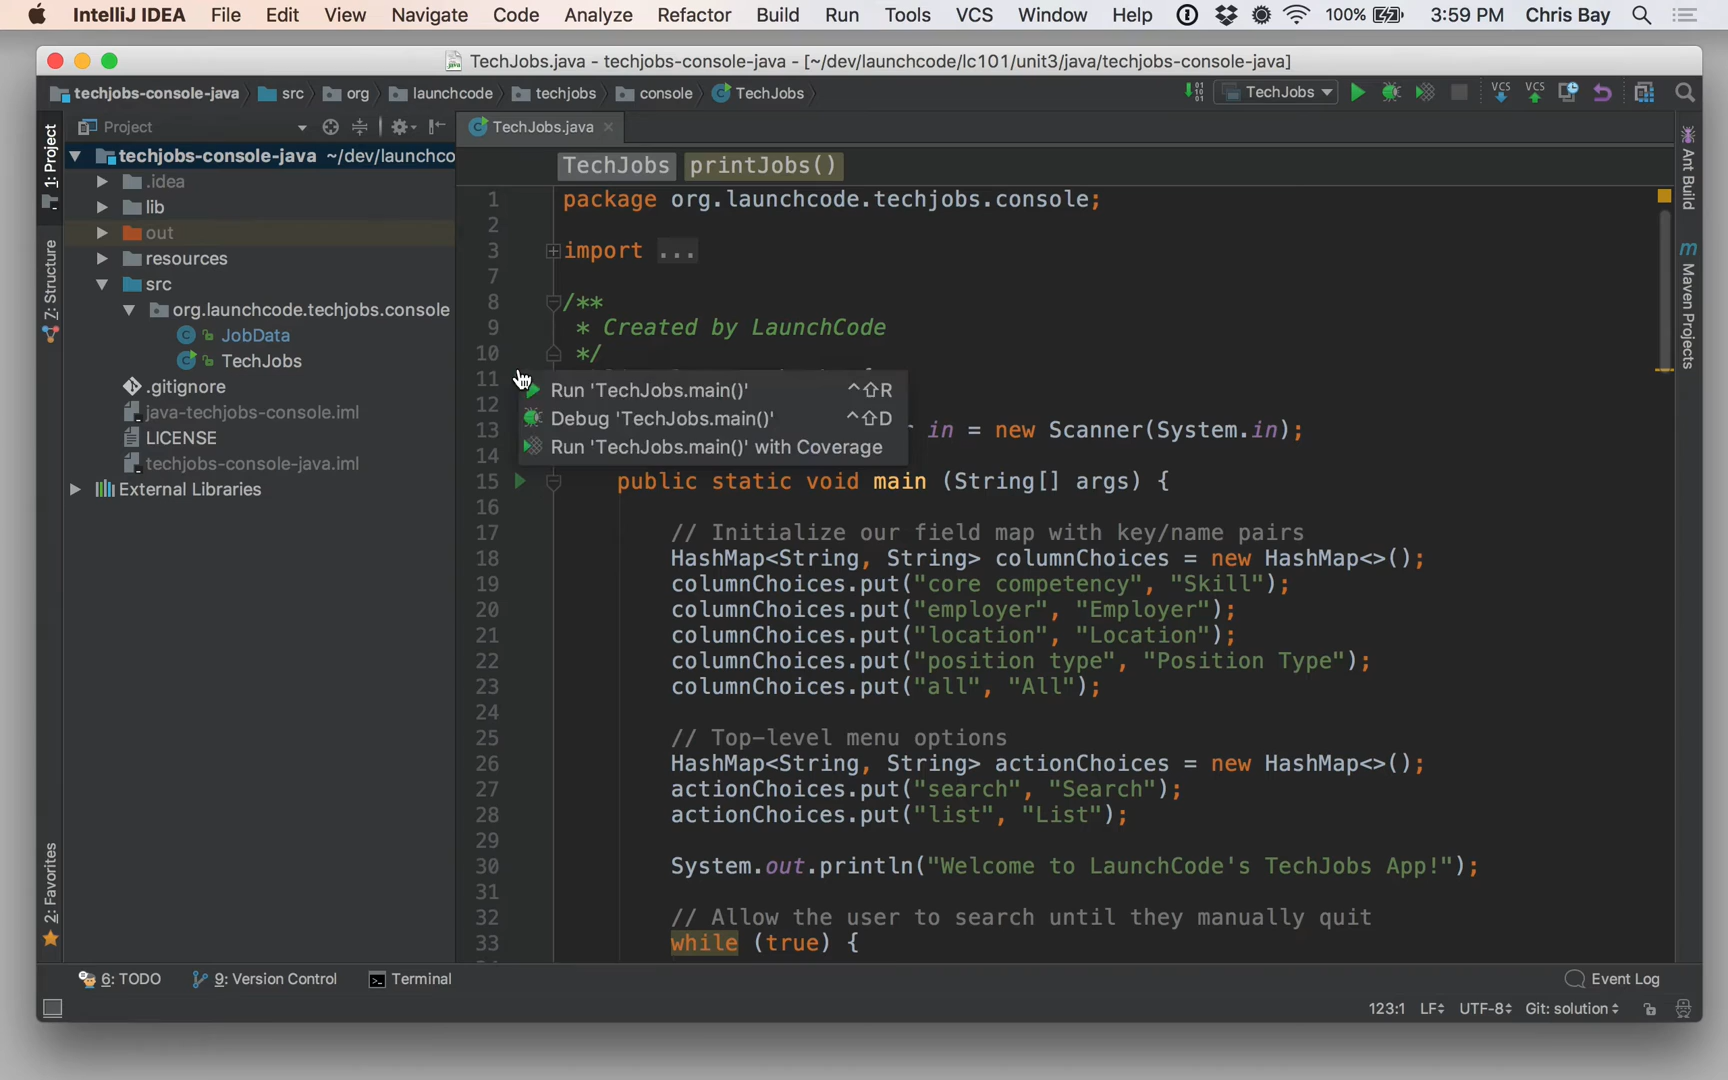 IntelliJ IDEA File Edit View Navigate Code Analyze Refactor Build Run Tools VCS Window Help 100% 3:59 PM Chris Bay
TechJobs.java - techjobs-console-java - [~/dev/launchcode/lc101/unit3/java/techjobs-console-java]
techjobs-console-java src org launchcode techjobs console TechJobs TechJobs VCS VCS
1: Project
7: Structure
2: Favorites
Project
techjobs-console-java ~/dev/launchco
.idea
lib
out
resources
src
org.launchcode.techjobs.console
JobData
TechJobs
.gitignore
java-techjobs-console.iml
LICENSE
techjobs-console-java.iml
External Libraries
TechJobs.java
TechJobs printJobs()
1 package org.launchcode.techjobs.console;
2
3 import ...
7
8 /**
9 * Created by LaunchCode
10 */
11
12
13 in = new Scanner(System.in);
14
Run 'TechJobs.main()' ^⇧R
Debug 'TechJobs.main()' ^⇧D
Run 'TechJobs.main()' with Coverage
15 public static void main (String[] args) {
16
17 // Initialize our field map with key/name pairs
18 HashMap<String, String> columnChoices = new HashMap<>();
19 columnChoices.put("core competency", "Skill");
20 columnChoices.put("employer", "Employer");
21 columnChoices.put("location", "Location");
22 columnChoices.put("position type", "Position Type");
23 columnChoices.put("all", "All");
24
25 // Top-level menu options
26 HashMap<String, String> actionChoices = new HashMap<>();
27 actionChoices.put("search", "Search");
28 actionChoices.put("list", "List");
29
30 System.out.println("Welcome to LaunchCode's TechJobs App!");
31
32 // Allow the user to search until they manually quit
33 while (true) {
Ant Build
m Maven Projects
6: TODO 9: Version Control Terminal Event Log
123:1 LF UTF-8 Git: solution